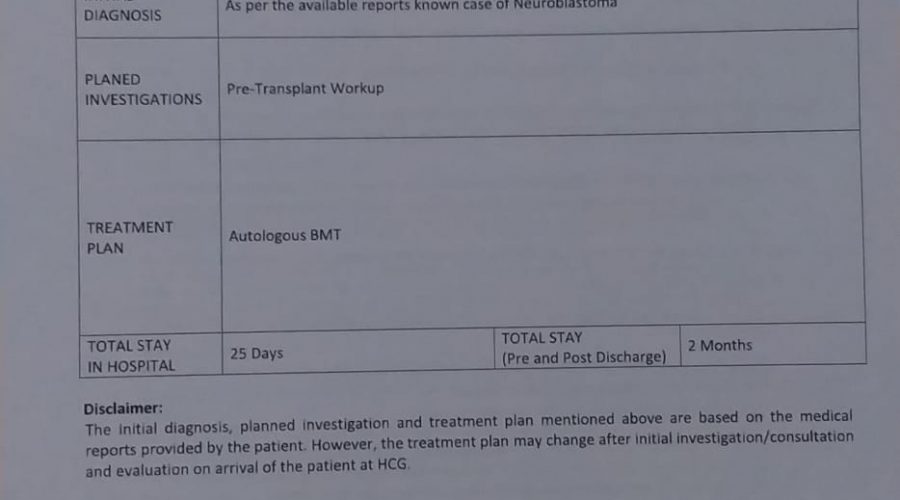 DIAGNOSIS
As per the available reports known case of Neuroblastoma
PLANED
INVESTIGATIONS
Pre-Transplant Workup
TREATMENT
PLAN
Autologous BMT
TOTAL STAY
IN HOSPITAL
25 Days
TOTAL STAY
(Pre and Post Discharge)
2 Months
Disclaimer:
The initial diagnosis, planned investigation and treatment plan mentioned above are based on the medical
reports provided by the patient. However, the treatment plan may change after initial investigation/consultation
and evaluation on arrival of the patient at HCG.